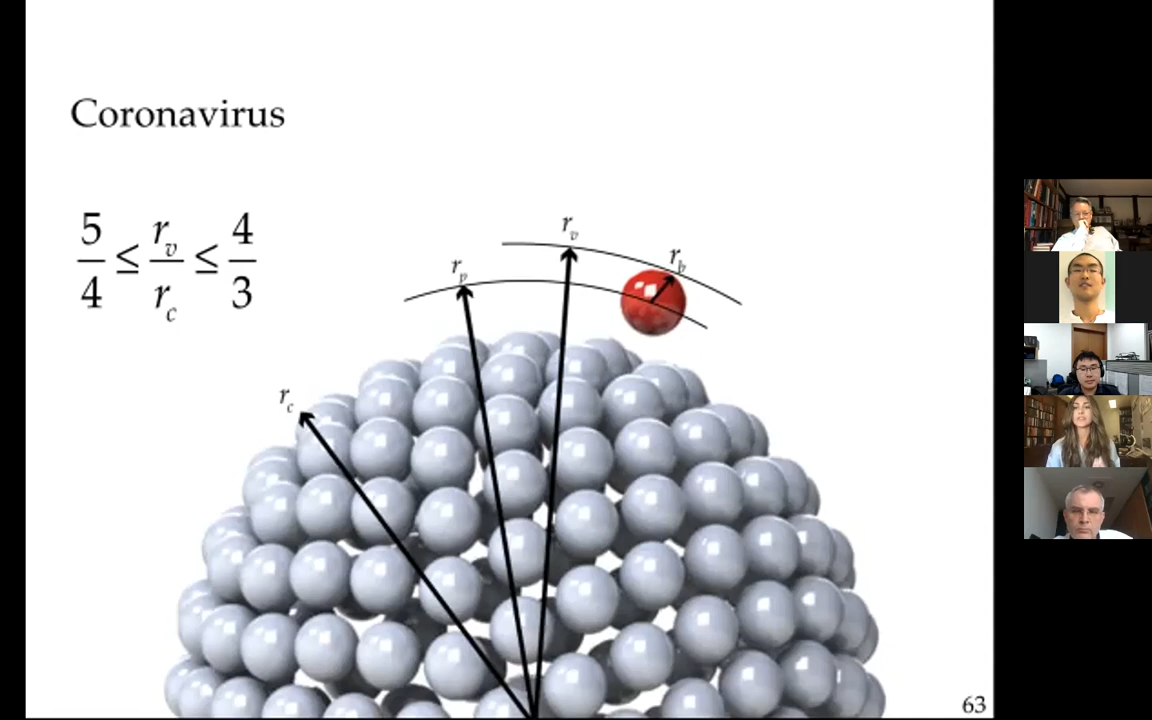 Coronavirus
5/4 ≤ r_v/r_c ≤ 4/3
r_v
r_b
r_p
r_c
63